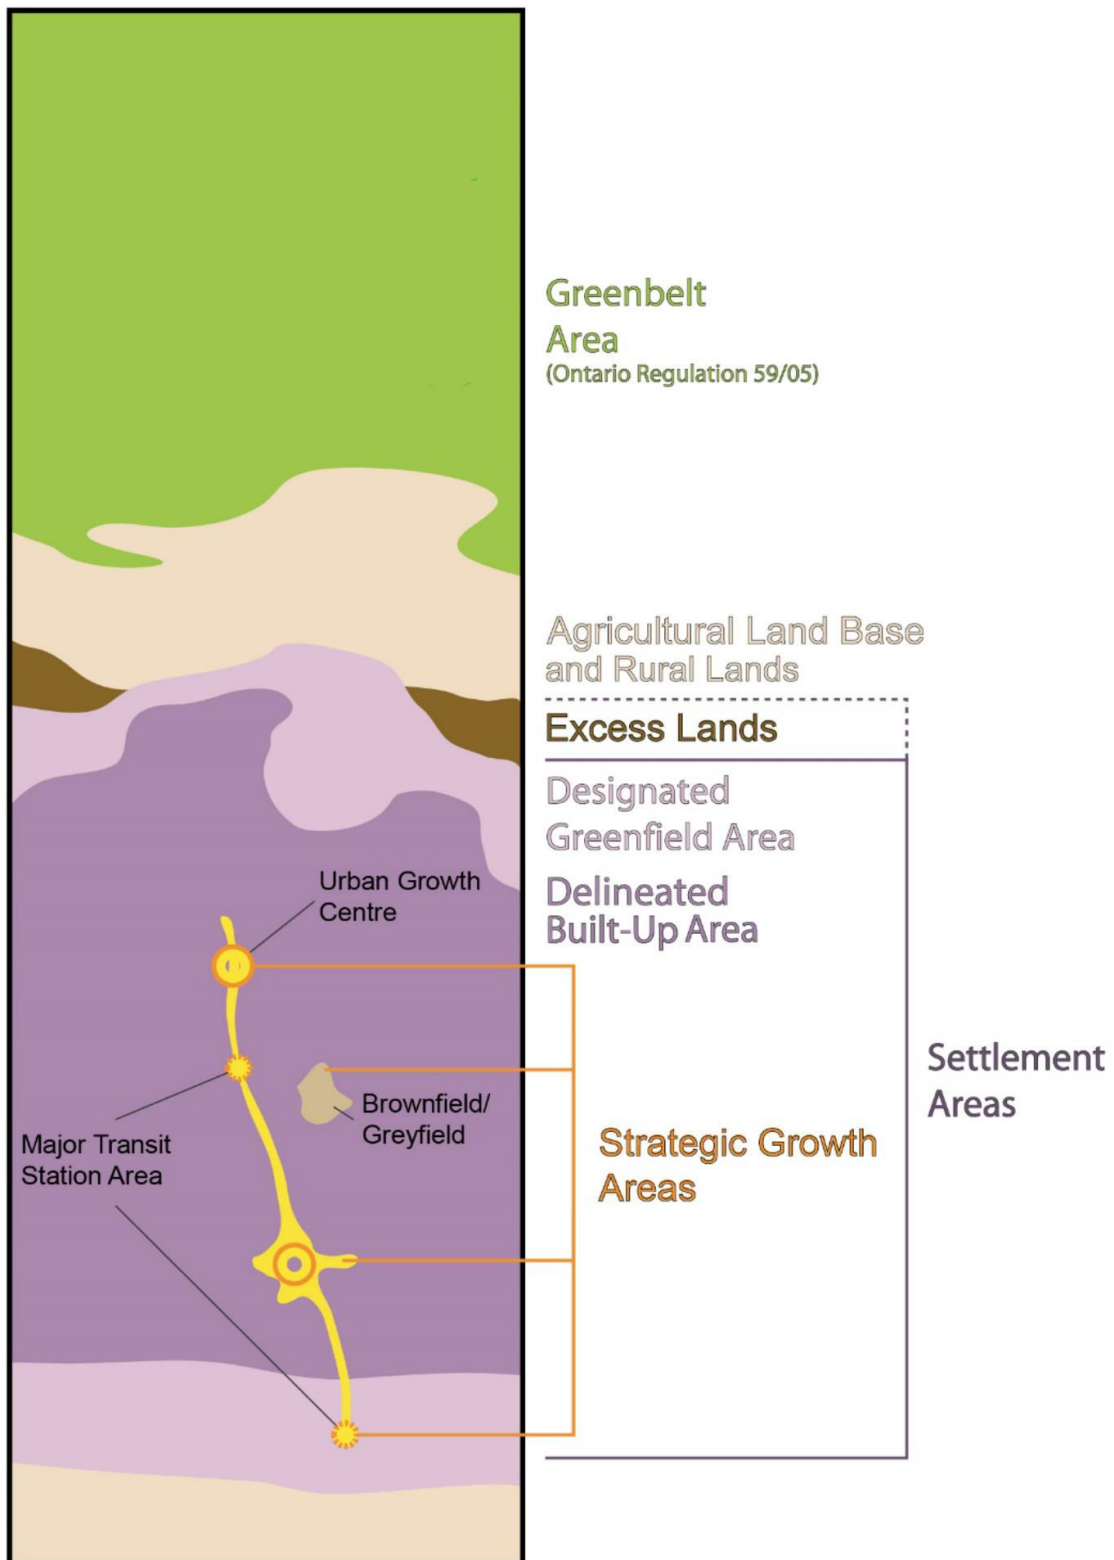 Greenbelt
Area
(Ontario Regulation 59/05)
Agricultural Land Base
and Rural Lands
Excess Lands
Designated
Greenfield Area
Delineated
Built-Up Area
Urban Growth
Centre
Settlement
Areas
Brownfield/
Greyfield
Major Transit
Station Area
Strategic Growth
Areas